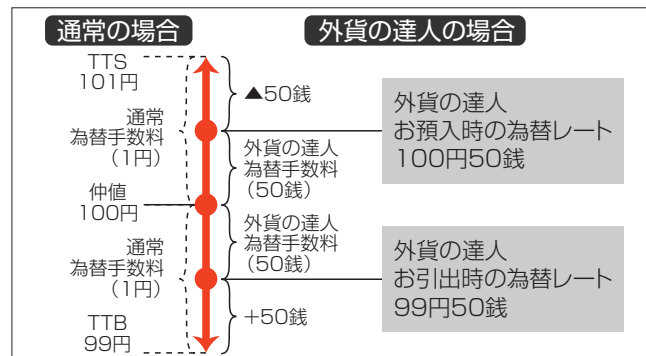 通常の場合
外貨の達人の場合
TTS
101円
通常
為替手数料
（1円）
仲値
100円
通常
為替手数料
（1円）
TTB
99円
▲50銭
外貨の達人
為替手数料
（50銭）
外貨の達人
為替手数料
（50銭）
+50銭
外貨の達人
お預入時の為替レート
100円50銭
外貨の達人
お引出時の為替レート
99円50銭